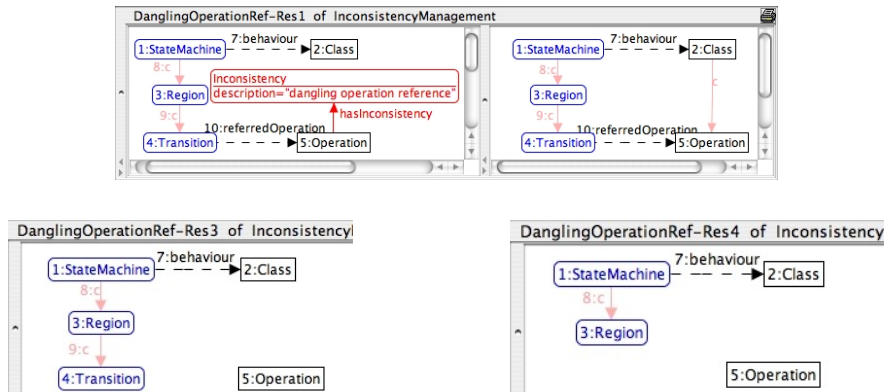 DanglingOperationRef-Res1 of InconsistencyManagement
1:StateMachine
7:behaviour
2:Class
8:c
Inconsistency
description="dangling operation reference"
3:Region
9:c
hasInconsistency
10:referredOperation
4:Transition
5:Operation
1:StateMachine
7:behaviour
2:Class
8:c
c
3:Region
9:c
10:referredOperation
4:Transition
5:Operation
DanglingOperationRef-Res3 of Inconsistency
1:StateMachine
7:behaviour
2:Class
8:c
3:Region
9:c
4:Transition
5:Operation
DanglingOperationRef-Res4 of Inconsistency
1:StateMachine
7:behaviour
2:Class
8:c
3:Region
5:Operation